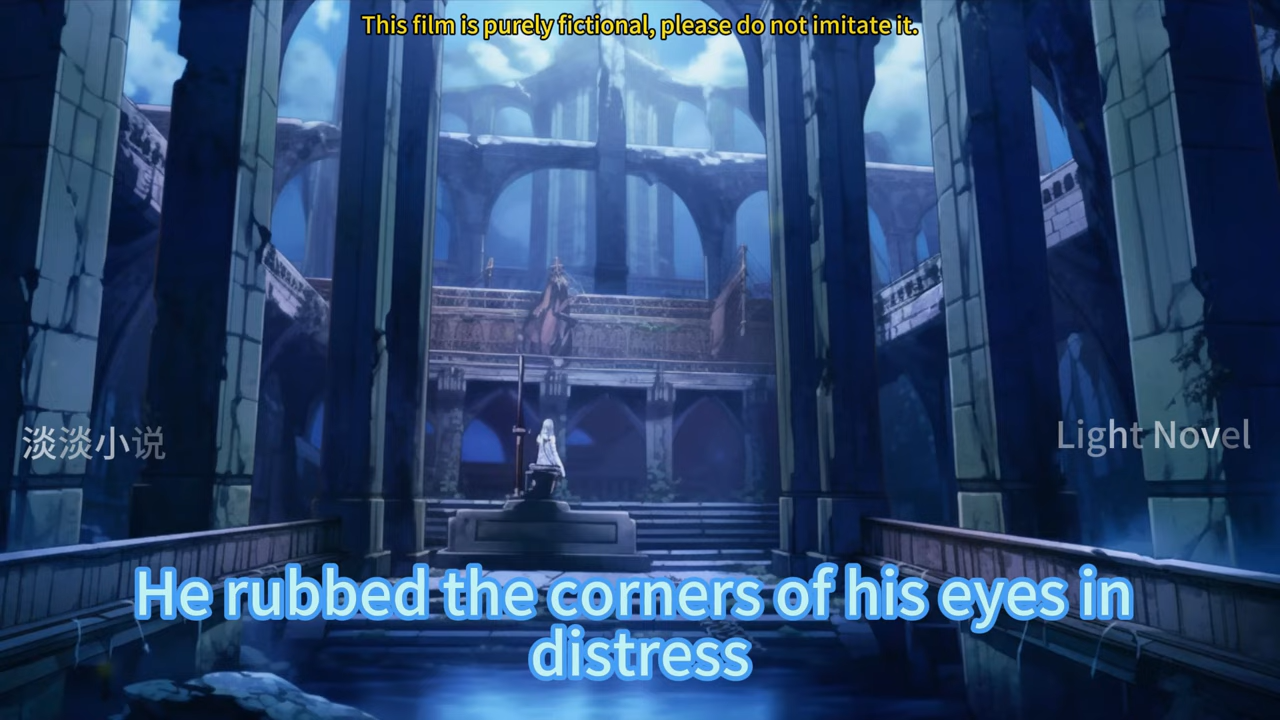 This film is purely fictional, please do not imitate it.
淡淡小说
Light Novel
He rubbed the corners of his eyes in
distress